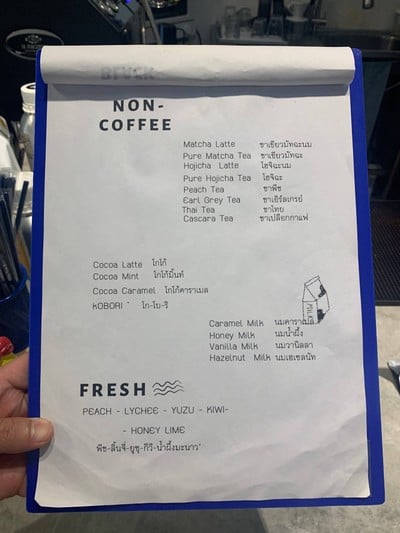 NON-
COFFEE
Matcha Latte ชาเขียวมัทฉะนม
Pure Matcha Tea ชาเขียวมัทฉะ
Hojicha Latte โฮจิฉะนม
Pure Hojicha Tea โฮจิฉะ
Peach Tea ชาพีช
Earl Grey Tea ชาเอิร์ลเกรย์
Thai Tea ชาไทย
Cascara Tea ชาเปลือกกาแฟ
Cocoa Latte โกโก้
Cocoa Mint โกโก้มิ้นท์
Cocoa Caramel โกโก้คาราเมล
KOBORI ํ โก-โบ-ริ
MILK
Caramel Milk นมคาราเมล
Honey Milk นมน้ำผึ้ง
Vanilla Milk นมวานิลลา
Hazelnut Milk นมเฮเซลนัท
FRESH
PEACH - LYCHEE - YUZU - KIWI-
- HONEY LIME
พีช-ลิ้นจี่-ยูซุ-กีวี-น้ำผึ้งมะนาว